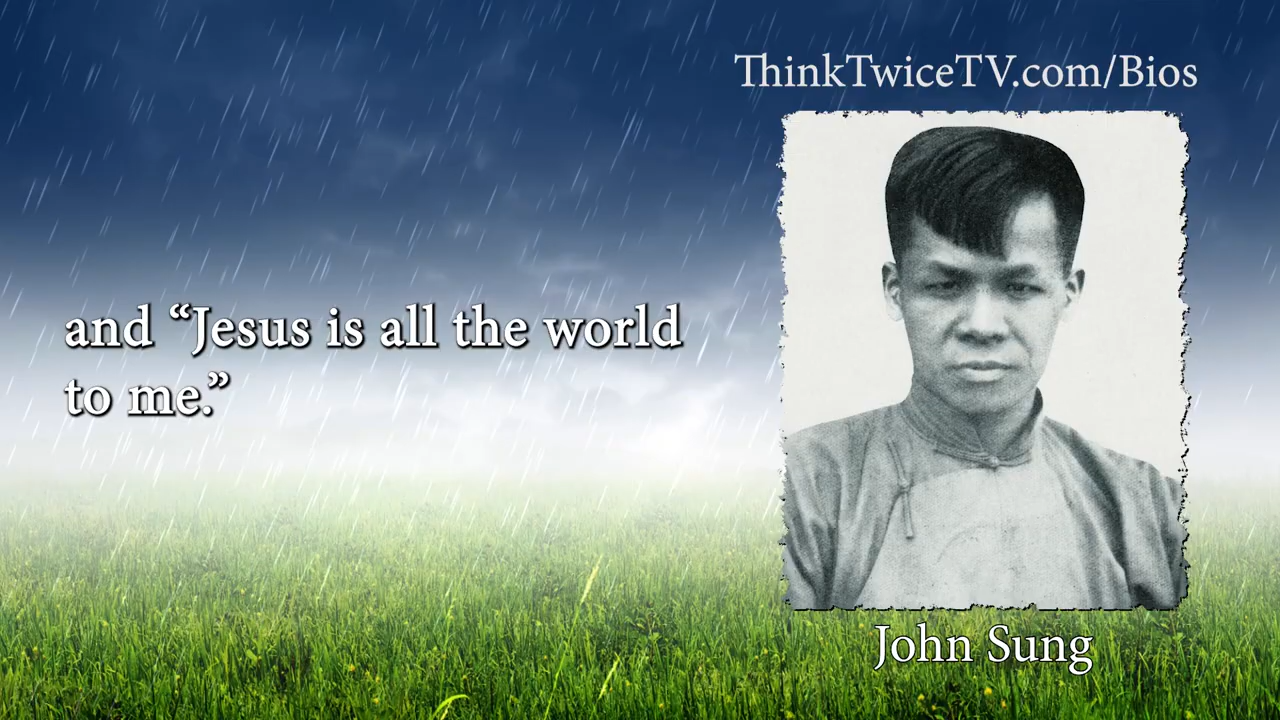 ThinkTwiceTV.com/Bios
and “Jesus is all the world
to me.”
John Sung